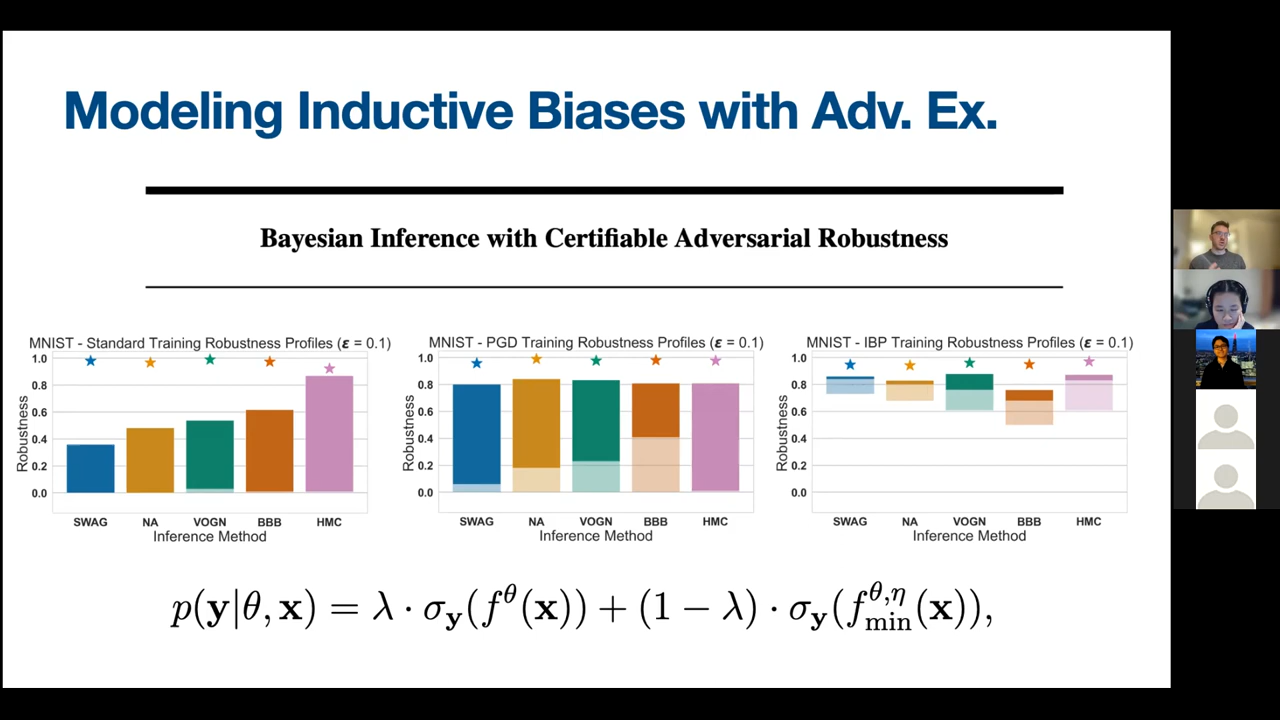 Modeling Inductive Biases with Adv. Ex.
Bayesian Inference with Certifiable Adversarial Robustness
MNIST - Standard Training Robustness Profiles (ε = 0.1)
1.0
0.8
0.6
0.4
0.2
0.0
Robustness
SWAG NA VOGN BBB HMC
Inference Method
MNIST - PGD Training Robustness Profiles (ε = 0.1)
1.0
0.8
0.6
0.4
0.2
0.0
Robustness
SWAG NA VOGN BBB HMC
Inference Method
MNIST - IBP Training Robustness Profiles (ε = 0.1)
1.0
0.8
0.6
0.4
0.2
0.0
Robustness
SWAG NA VOGN BBB HMC
Inference Method
p(y|θ, x) = λ · σ_y(f^θ(x)) + (1 − λ) · σ_y(f_min^{θ,η}(x)),